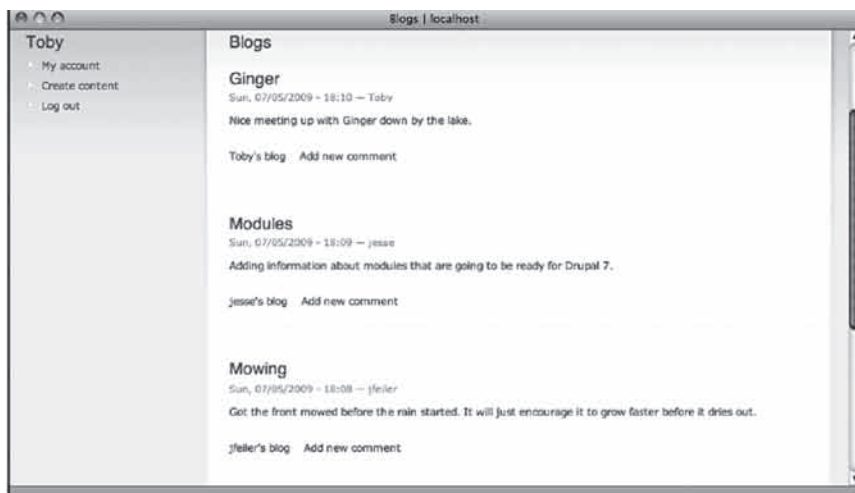 Blogs | localhost
Toby
My account
Create content
Log out
Blogs
Ginger
Sun, 07/05/2009 - 18:10 — Toby
Nice meeting up with Ginger down by the lake.
Toby's blog Add new comment
Modules
Sun, 07/05/2009 - 18:09 — jesse
Adding information about modules that are going to be ready for Drupal 7.
jesse's blog Add new comment
Mowing
Sun, 07/05/2009 - 18:08 — jfeiler
Got the front mowed before the rain started. It will just encourage it to grow faster before it dries out.
jfeiler's blog Add new comment